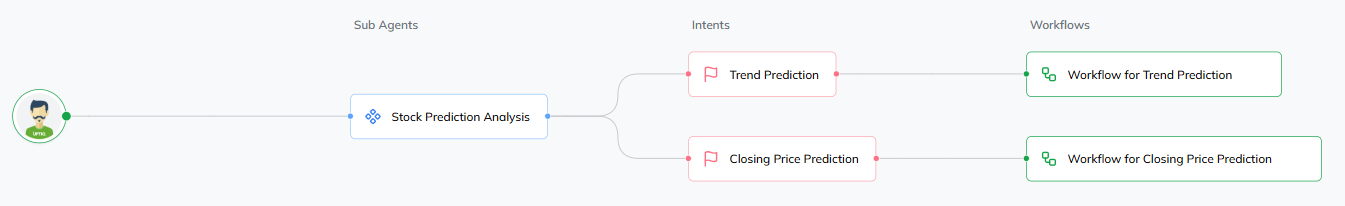 Sub Agents
Intents
Workflows
Trend Prediction
Workflow for Trend Prediction
UPTIQ
Stock Prediction Analysis
Closing Price Prediction
Workflow for Closing Price Prediction